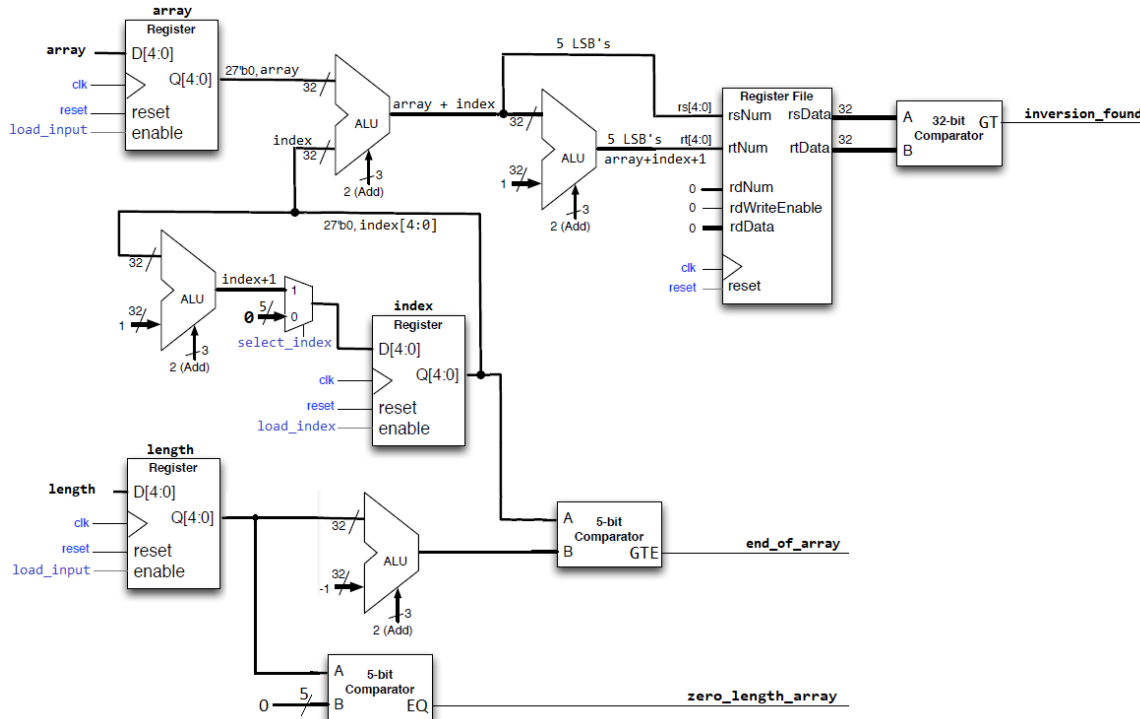 array
Register
array
D[4:0]
clk
Q[4:0]
reset
reset
load_input
enable
27'b0, array
32
ALU
index
32
3
2 (Add)
array + index
5 LSB's
32
ALU
32
1
3
2 (Add)
5 LSB's
array+index+1
rs[4:0]
rt[4:0]
Register File
rsNum
rsData
32
rtNum
rtData
32
0
rdNum
0
rdWriteEnable
0
rdData
clk
reset
reset
A
32-bit
Comparator
GT
B
inversion_found
27'b0, index[4:0]
32
ALU
32
1
3
2 (Add)
index+1
1
0
5
0
select_index
index
Register
D[4:0]
Q[4:0]
clk
reset
reset
load_index
enable
length
Register
length
D[4:0]
clk
Q[4:0]
reset
reset
load_input
enable
32
ALU
32
-1
3
2 (Add)
A
5-bit
Comparator
B
GTE
end_of_array
A
5-bit
Comparator
0
5
B
EQ
zero_length_array